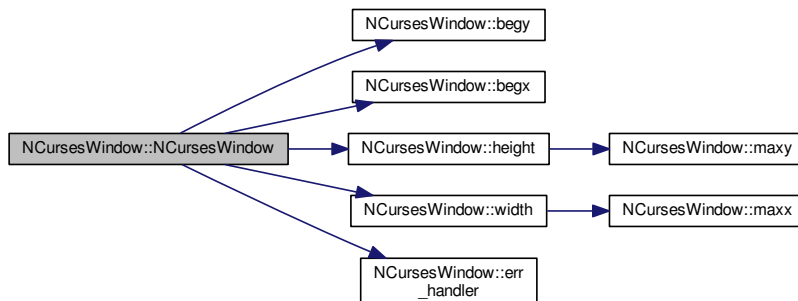 NCursesWindow::begy
NCursesWindow::begx
NCursesWindow::NCursesWindow
NCursesWindow::height
NCursesWindow::maxy
NCursesWindow::width
NCursesWindow::maxx
NCursesWindow::err
_handler